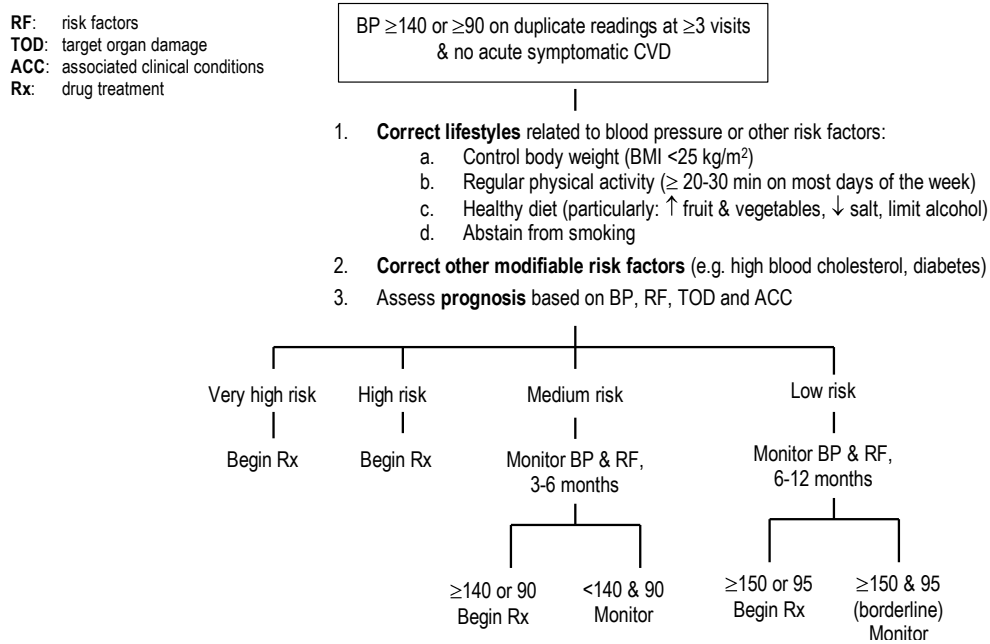 RF: risk factors
TOD: target organ damage
ACC: associated clinical conditions
Rx: drug treatment
BP ≥140 or ≥90 on duplicate readings at ≥3 visits
& no acute symptomatic CVD
1. Correct lifestyles related to blood pressure or other risk factors:
a. Control body weight (BMI <25 kg/m²)
b. Regular physical activity (≥ 20-30 min on most days of the week)
c. Healthy diet (particularly: ↑ fruit & vegetables, ↓ salt, limit alcohol)
d. Abstain from smoking
2. Correct other modifiable risk factors (e.g. high blood cholesterol, diabetes)
3. Assess prognosis based on BP, RF, TOD and ACC
Very high risk
High risk
Medium risk
Low risk
Begin Rx
Begin Rx
Monitor BP & RF,
3-6 months
Monitor BP & RF,
6-12 months
≥140 or 90
Begin Rx
<140 & 90
Monitor
≥150 or 95
Begin Rx
≥150 & 95
(borderline)
Monitor